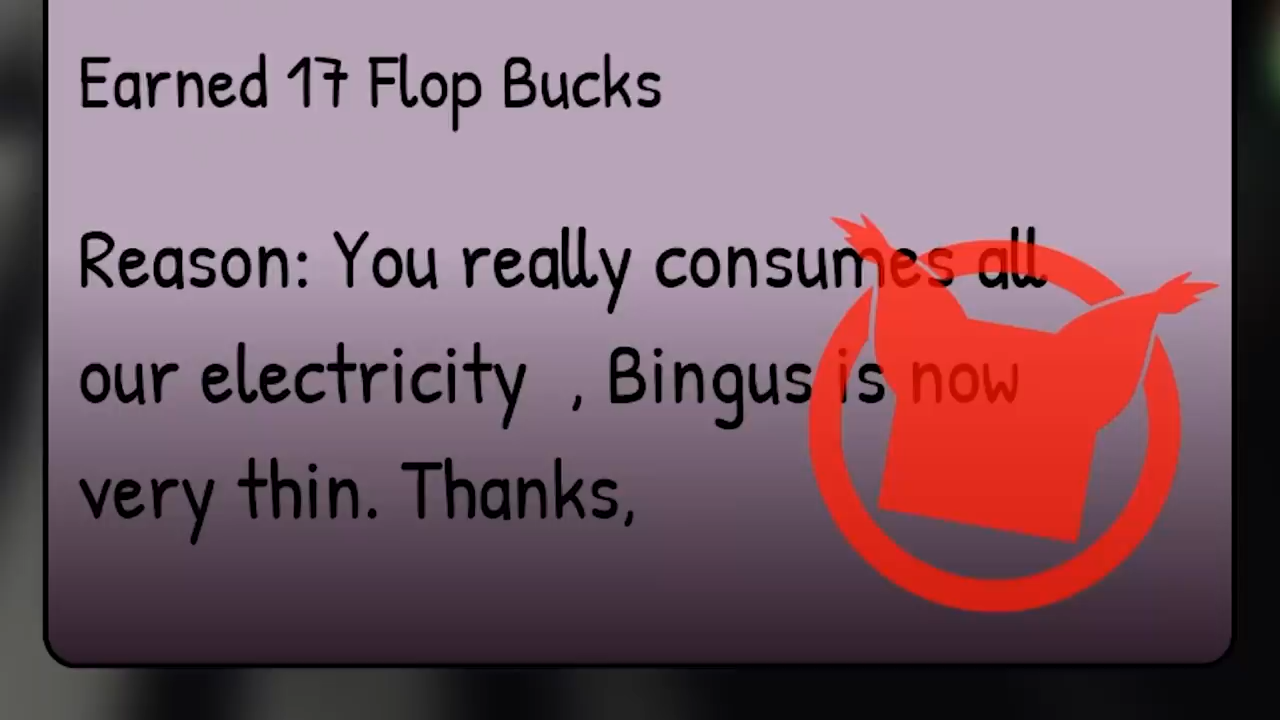 Earned 17 Flop Bucks
Reason: You really consumes all
our electricity , Bingus is now
very thin. Thanks,